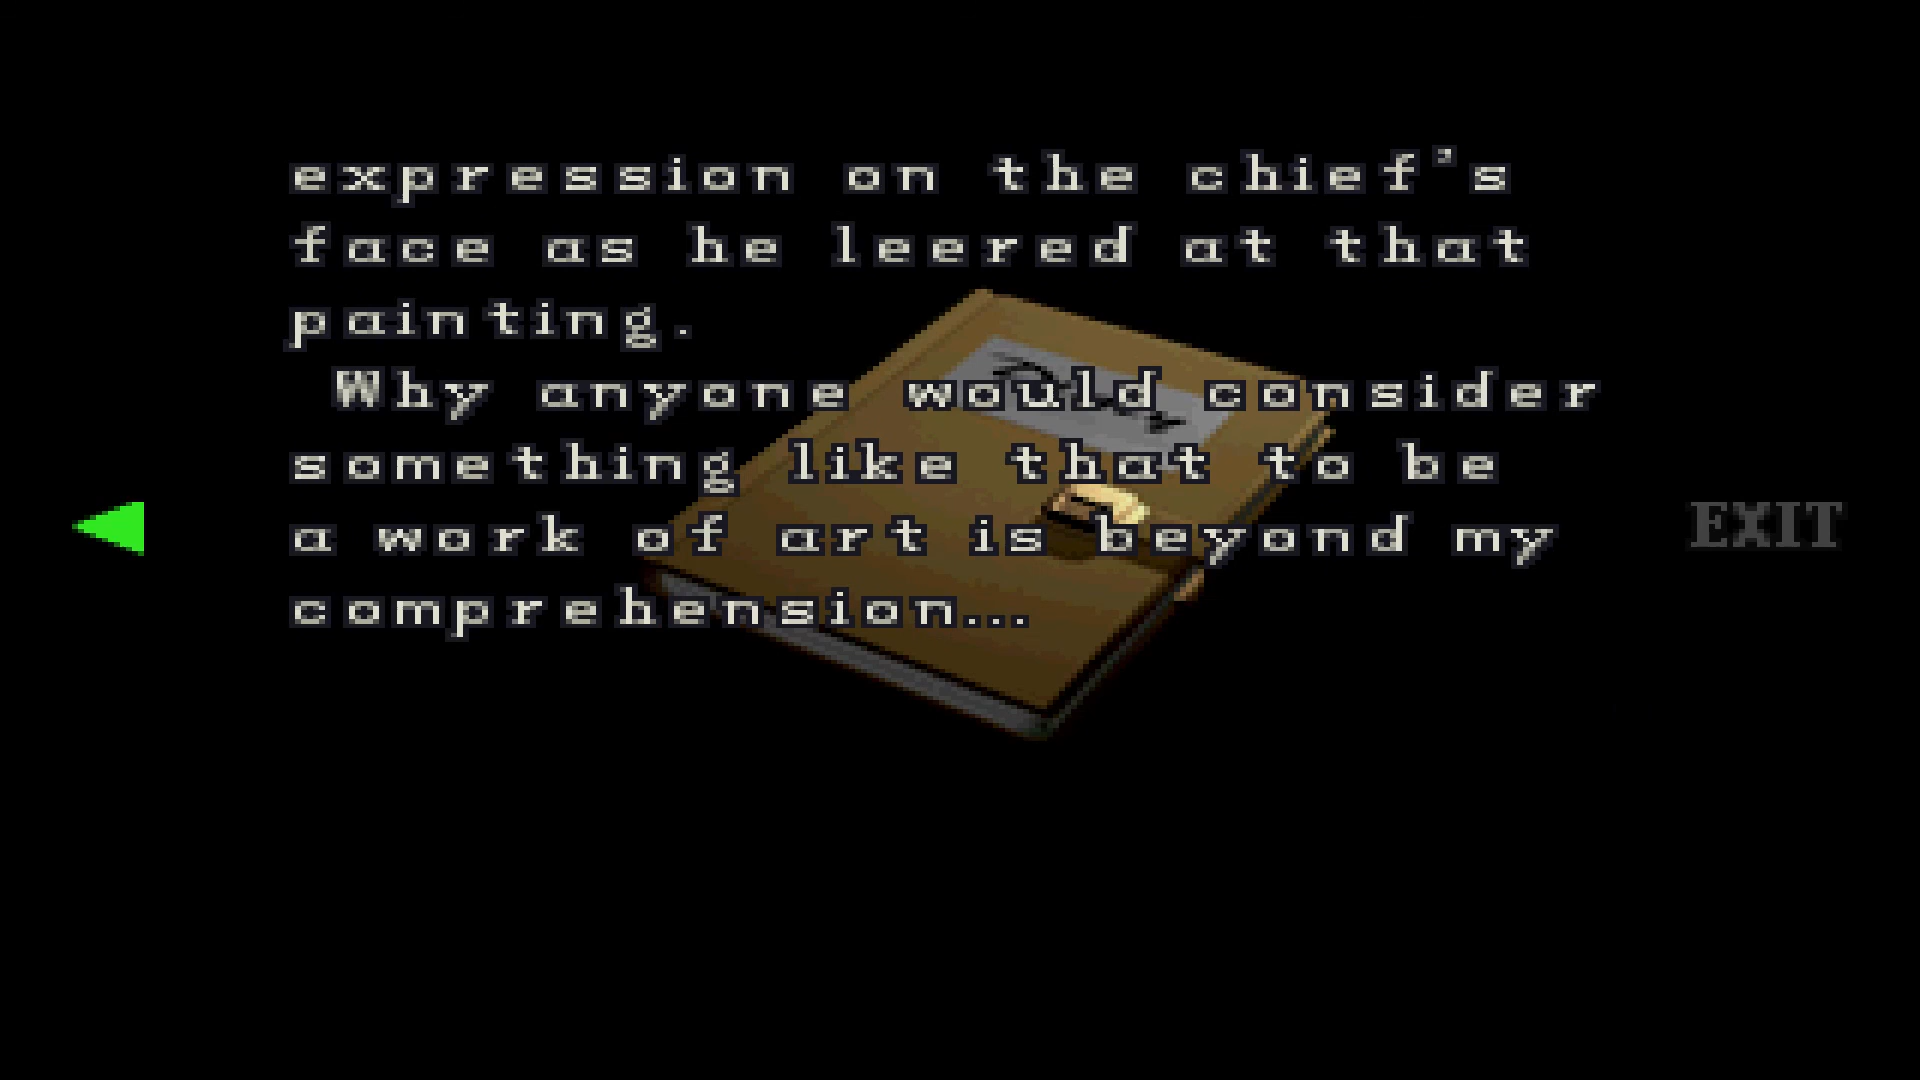 expression on the chief's
face as he leered at that
painting.
Why anyone would consider
something like that to be
a work of art is beyond my
comprehension...
EXIT